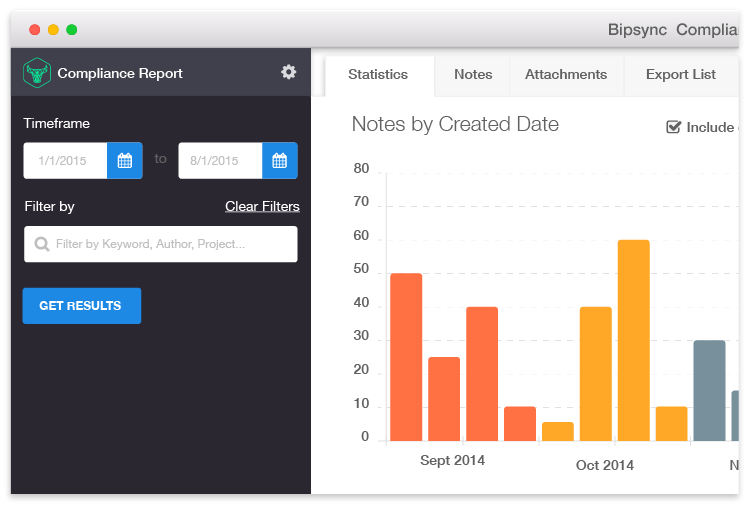 Bipsync Complia
Compliance Report
Statistics
Notes
Attachments
Export List
Timeframe
1/1/2015
to
8/1/2015
Filter by
Clear Filters
Filter by Keyword, Author, Project...
GET RESULTS
Notes by Created Date
Include
80
70
60
50
40
30
20
10
0
Sept 2014
Oct 2014
N